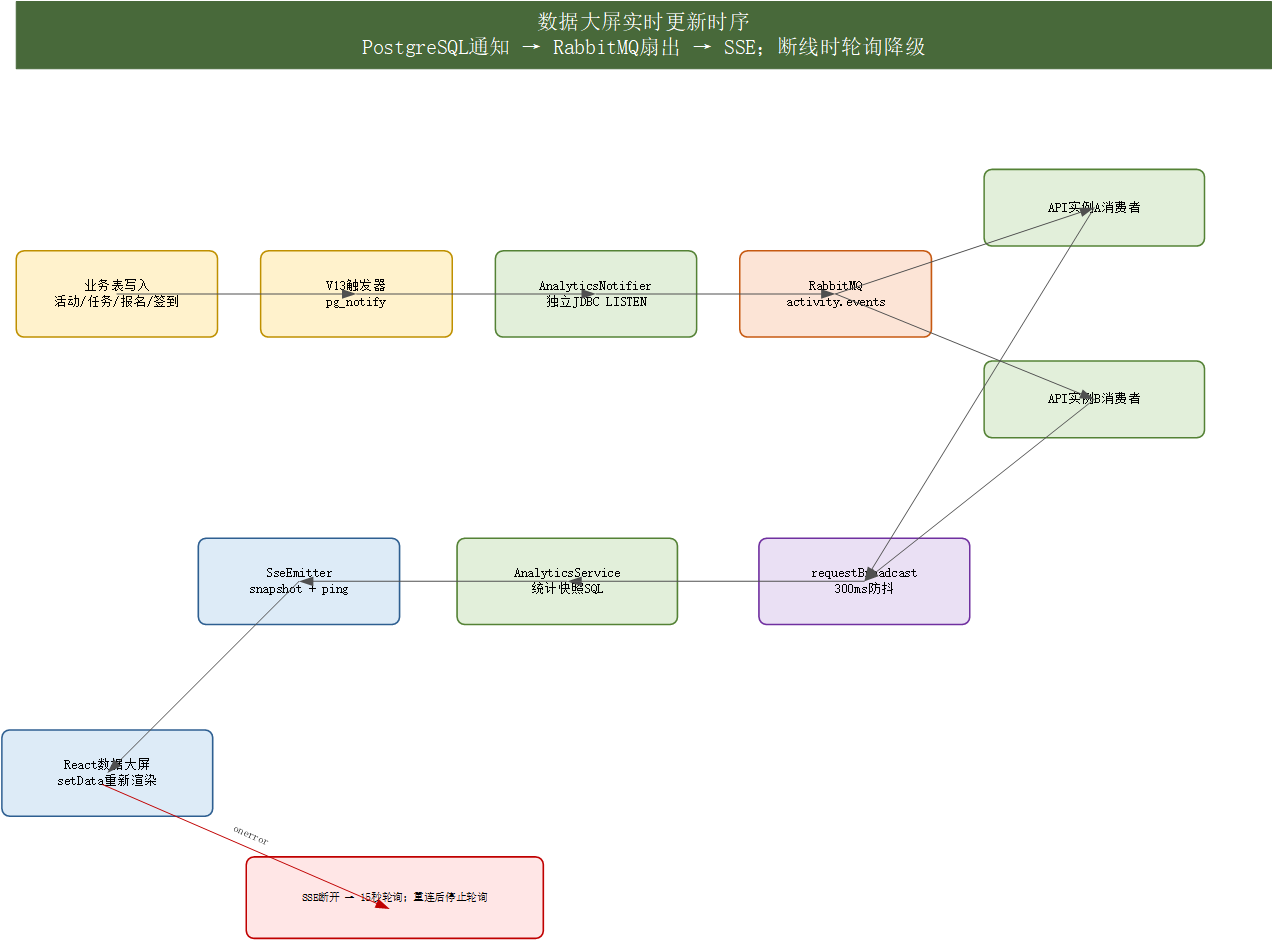 数据大屏实时更新时序
PostgreSQL通知 → RabbitMQ扇出 → SSE；断线时轮询降级
API实例A消费者
业务表写入
活动/任务/报名/签到
V13触发器
pg_notify
AnalyticsNotifier
独立JDBC LISTEN
RabbitMQ
activity.events
API实例B消费者
SseEmitter
snapshot + ping
AnalyticsService
统计快照SQL
requestBroadcast
300ms防抖
React数据大屏
setData重新渲染
onerror
SSE断开 → 15秒轮询；重连后停止轮询